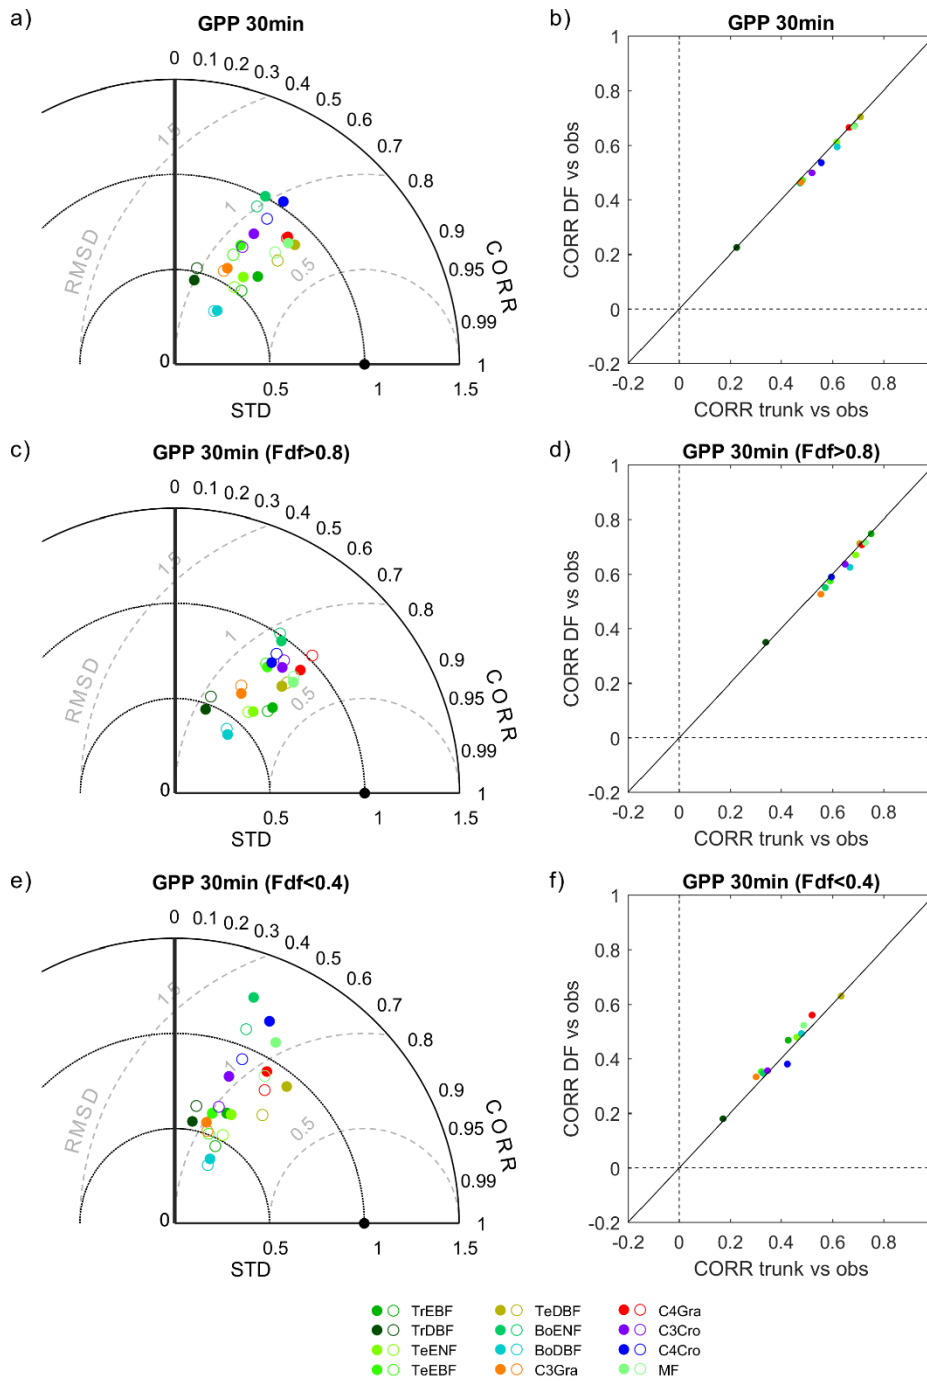 a)
GPP 30min
0 0.1 0.2 0.3 0.4 0.5 0.6 0.7 0.8 0.9 0.95 0.99 1
CORR
RMSD
1.5 1 0.5
0
0.5 1 1.5
STD
b)
GPP 30min
CORR DF vs obs
1
0.8
0.6
0.4
0.2
0
-0.2
-0.2 0 0.2 0.4 0.6 0.8
CORR trunk vs obs
c)
GPP 30min (Fdf>0.8)
0 0.1 0.2 0.3 0.4 0.5 0.6 0.7 0.8 0.9 0.95 0.99 1
CORR
RMSD
1.5 1 0.5
0
0.5 1 1.5
STD
d)
GPP 30min (Fdf>0.8)
CORR DF vs obs
1
0.8
0.6
0.4
0.2
0
-0.2
-0.2 0 0.2 0.4 0.6 0.8
CORR trunk vs obs
e)
GPP 30min (Fdf<0.4)
0 0.1 0.2 0.3 0.4 0.5 0.6 0.7 0.8 0.9 0.95 0.99 1
CORR
RMSD
1.5 1 0.5
0
0.5 1 1.5
STD
f)
GPP 30min (Fdf<0.4)
CORR DF vs obs
1
0.8
0.6
0.4
0.2
0
-0.2
-0.2 0 0.2 0.4 0.6 0.8
CORR trunk vs obs
TrEBF TeDBF C4Gra
TrDBF BoENF C3Cro
TeENF BoDBF C4Cro
TeEBF C3Gra MF